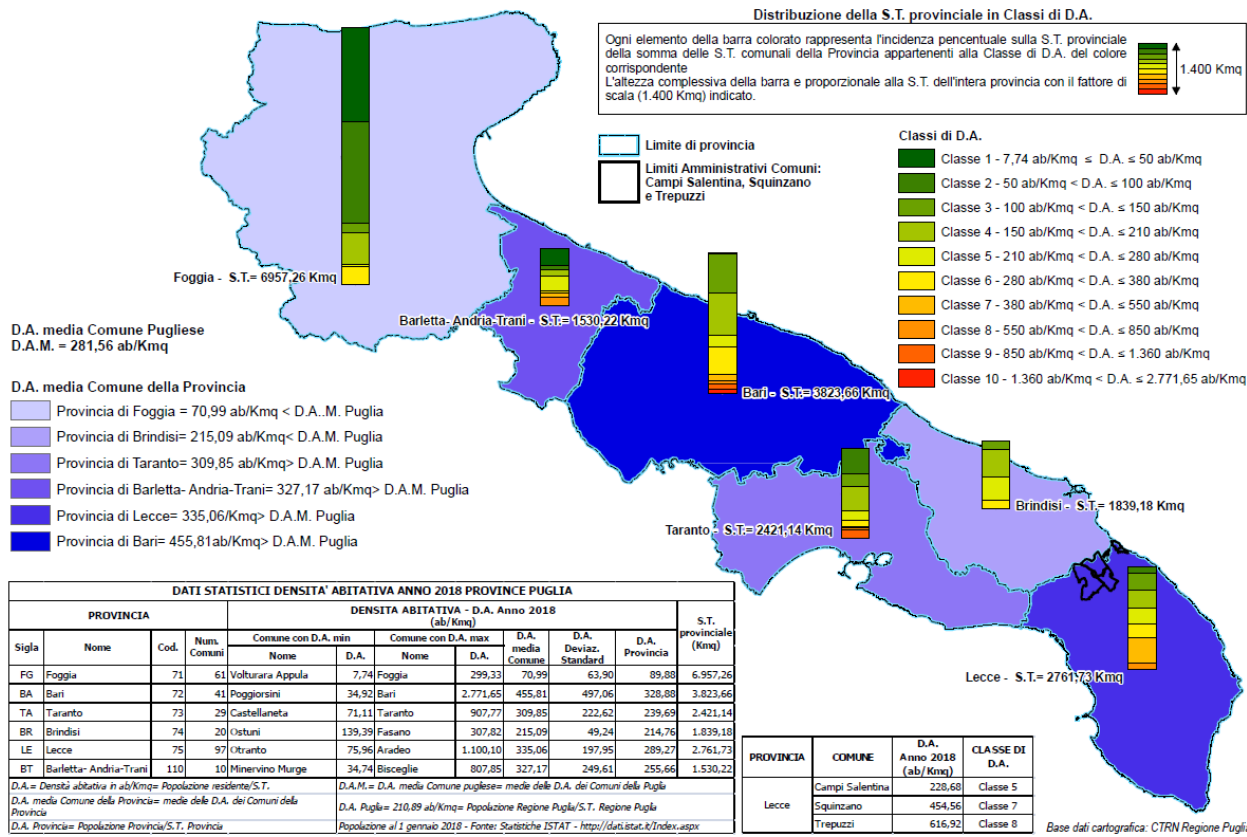 Distribuzione della S.T. provinciale in Classi di D.A.
Ogni elemento della barra colorato rappresenta l'incidenza pencentuale sulla S.T. provinciale
della somma delle S.T. comunali della Provincia appartenenti alla Classe di D.A. del colore
corrispondente
L'altezza complessiva della barra e proporzionale alla S.T. dell'intera provincia con il fattore di
scala (1.400 Kmq) indicato.
1.400 Kmq
Limite di provincia
Limiti Amministrativi Comuni:
Campi Salentina, Squinzano
e Trepuzzi
Classi di D.A.
Classe 1 - 7,74 ab/Kmq ≤ D.A. ≤ 50 ab/Kmq
Classe 2 - 50 ab/Kmq < D.A. ≤ 100 ab/Kmq
Classe 3 - 100 ab/Kmq < D.A. ≤ 150 ab/Kmq
Classe 4 - 150 ab/Kmq < D.A. ≤ 210 ab/Kmq
Classe 5 - 210 ab/Kmq < D.A. ≤ 280 ab/Kmq
Classe 6 - 280 ab/Kmq < D.A. ≤ 380 ab/Kmq
Classe 7 - 380 ab/Kmq < D.A. ≤ 550 ab/Kmq
Classe 8 - 550 ab/Kmq < D.A. ≤ 850 ab/Kmq
Classe 9 - 850 ab/Kmq < D.A. ≤ 1.360 ab/Kmq
Classe 10 - 1.360 ab/Kmq < D.A. ≤ 2.771,65 ab/Kmq
Foggia - S.T.= 6957,26 Kmq
Barletta- Andria-Trani - S.T.= 1530,22 Kmq
Bari - S.T.= 3823,66 Kmq
Taranto - S.T.= 2421,14 Kmq
Brindisi - S.T.= 1839,18 Kmq
Lecce - S.T.= 2761,73 Kmq
D.A. media Comune Pugliese
D.A.M. = 281,56 ab/Kmq
D.A. media Comune della Provincia
Provincia di Foggia = 70,99 ab/Kmq < D.A..M. Puglia
Provincia di Brindisi= 215,09 ab/Kmq< D.A.M. Puglia
Provincia di Taranto= 309,85 ab/Kmq> D.A.M. Puglia
Provincia di Barletta- Andria-Trani= 327,17 ab/Kmq> D.A.M. Puglia
Provincia di Lecce= 335,06/Kmq> D.A.M. Puglia
Provincia di Bari= 455,81ab/Kmq> D.A.M. Puglia
DATI STATISTICI DENSITA' ABITATIVA ANNO 2018 PROVINCE PUGLIA
PROVINCIA DENSITA ABITATIVA - D.A. Anno 2018 (ab/Kmq) S.T. provinciale (Kmq)
Sigla Nome Cod. Num. Comuni Comune con D.A. min Comune con D.A. max D.A. media Comune D.A. Deviaz. Standard D.A. Provincia
Nome D.A. Nome D.A.
FG Foggia 71 61 Volturara Appula 7,74 Foggia 299,33 70,99 63,90 89,88 6.957,26
BA Bari 72 41 Poggiorsini 34,92 Bari 2.771,65 455,81 497,06 328,88 3.823,66
TA Taranto 73 29 Castellaneta 71,11 Taranto 907,77 309,85 222,62 239,69 2.421,14
BR Brindisi 74 20 Ostuni 139,39 Fasano 307,82 215,09 49,24 214,76 1.839,18
LE Lecce 75 97 Otranto 75,96 Aradeo 1.100,10 335,06 197,95 289,27 2.761,73
BT Barletta- Andria-Trani 110 10 Minervino Murge 34,74 Bisceglie 807,85 327,17 249,61 255,66 1.530,22
D.A.= Densità abitativa in ab/Kmq= Popolazione residente/S.T. D.A.M.= D.A. media Comune pugliese= medie delle D.A. dei Comuni della Puglia
D.A. media Comune della Provincia= medie delle D.A. dei Comuni della Provincia D.A. Puglia= 210,89 ab/Kmq= Popolazione Regione Puglia/S.T. Regione Puglia
D.A. Provincia= Popolazione Provincia/S.T. Provincia Popolazione al 1 gennaio 2018 - Fonte: Statistiche ISTAT - http://dati.istat.it/Index.aspx
PROVINCIA COMUNE D.A. Anno 2018 (ab/Kmq) CLASSE DI D.A.
Lecce Campi Salentina 228,68 Classe 5
Squinzano 454,56 Classe 7
Trepuzzi 616,92 Classe 8
Base dati cartografica: CTRN Regione Pugli